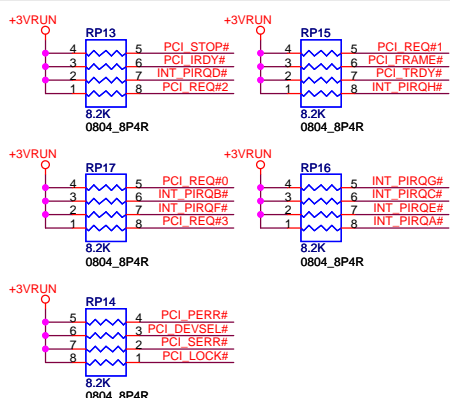 +3VRUN
RP13
4 5 PCI_STOP#
3 6 PCI_IRDY#
2 7 INT_PIRQD#
1 8 PCI_REQ#2
8.2K
0804_8P4R
+3VRUN
RP15
4 5 PCI_REQ#1
3 6 PCI_FRAME#
2 7 PCI_TRDY#
1 8 INT_PIRQH#
8.2K
0804_8P4R
+3VRUN
RP17
4 5 PCI_REQ#0
3 6 INT_PIRQB#
2 7 INT_PIRQF#
1 8 PCI_REQ#3
8.2K
0804_8P4R
+3VRUN
RP16
4 5 INT_PIRQG#
3 6 INT_PIRQC#
2 7 INT_PIRQE#
1 8 INT_PIRQA#
8.2K
0804_8P4R
+3VRUN
RP14
5 4 PCI_PERR#
6 3 PCI_DEVSEL#
7 2 PCI_SERR#
8 1 PCI_LOCK#
8.2K
0804_8P4R